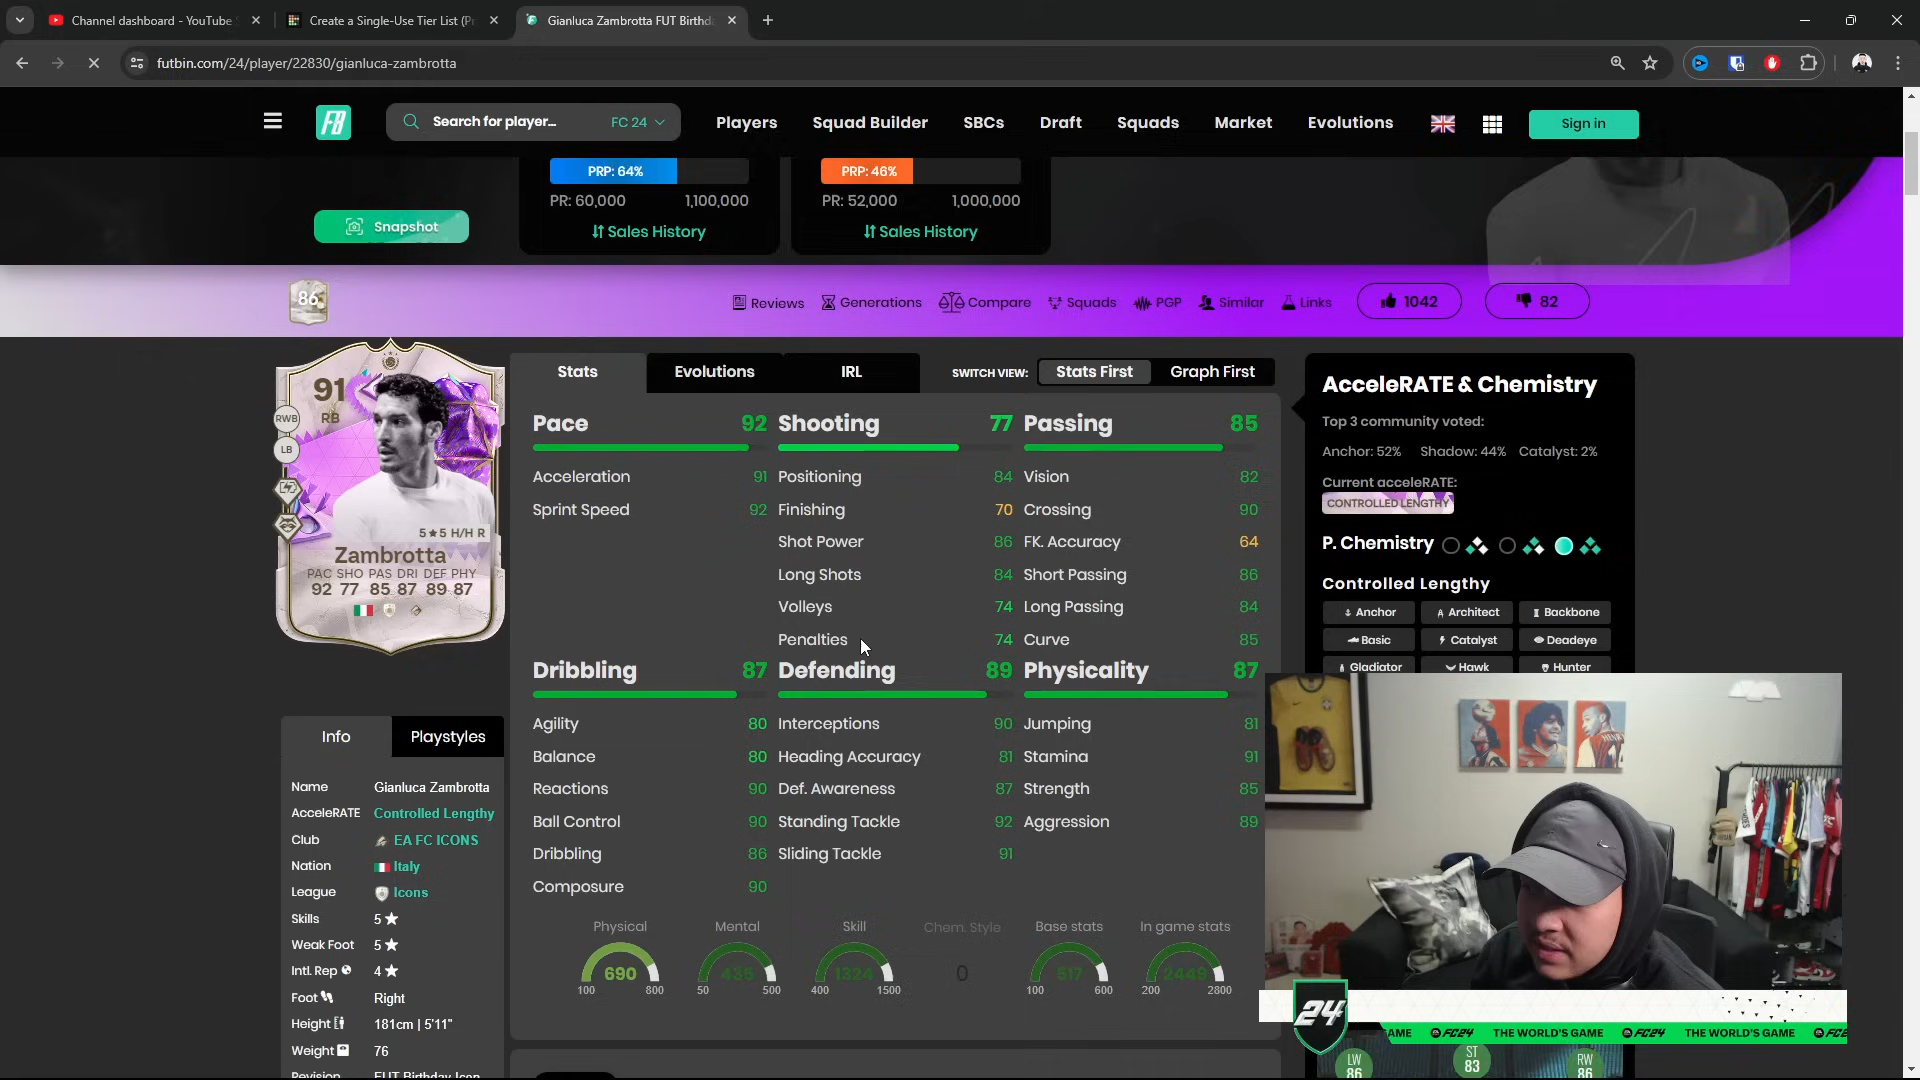 Channel dashboard - YouTube
Create a Single-Use Tier List (P
Gianluca Zambrotta FUT Birthd
futbin.com/24/player/22830/gianluca-zambrotta
Search for player... FC 24
Players Squad Builder SBCs Draft Squads Market Evolutions Sign in
PRP: 64% PRP: 46%
PR: 60,000 1,100,000 PR: 52,000 1,000,000
Sales History Sales History
Snapshot
86
Reviews Generations Compare Squads PGP Similar Links 1042 82
Stats Evolutions IRL SWITCH VIEW: Stats First Graph First
91
RB
RWB
LB
5★5 H/H R
Zambrotta
PAC SHO PAS DRI DEF PHY
92 77 85 87 89 87
Pace 92
Acceleration 91
Sprint Speed 92
Shooting 77
Positioning 84
Finishing 70
Shot Power 86
Long Shots 84
Volleys 74
Penalties 74
Passing 85
Vision 82
Crossing 90
FK. Accuracy 64
Short Passing 86
Long Passing 84
Curve 85
Dribbling 87
Agility 80
Balance 80
Reactions 90
Ball Control 90
Dribbling 86
Composure 90
Defending 89
Interceptions 90
Heading Accuracy 81
Def. Awareness 87
Standing Tackle 92
Sliding Tackle 91
Physicality 87
Jumping 81
Stamina 91
Strength 85
Aggression 89
Physical Mental Skill Chem. Style Base stats In game stats
690 435 1324 0 517 2449
100 800 50 500 400 1500 100 600 200 2800
AcceleRATE & Chemistry
Top 3 community voted:
Anchor: 52% Shadow: 44% Catalyst: 2%
Current acceleRATE:
CONTROLLED LENGTHY
P. Chemistry
Controlled Lengthy
Anchor Architect Backbone
Basic Catalyst Deadeye
Gladiator Hawk Hunter
Info Playstyles
Name Gianluca Zambrotta
AcceleRATE Controlled Lengthy
Club EA FC ICONS
Nation Italy
League Icons
Skills 5★
Weak Foot 5★
Intl. Rep 4★
Foot Right
Height 181cm | 5'11"
Weight 76
Revision FUT Birthday Icon
HENRY
24
GAME FC24 THE WORLD'S GAME FC24 THE WORLD'S GAME
LW
86
ST
83
RW
86